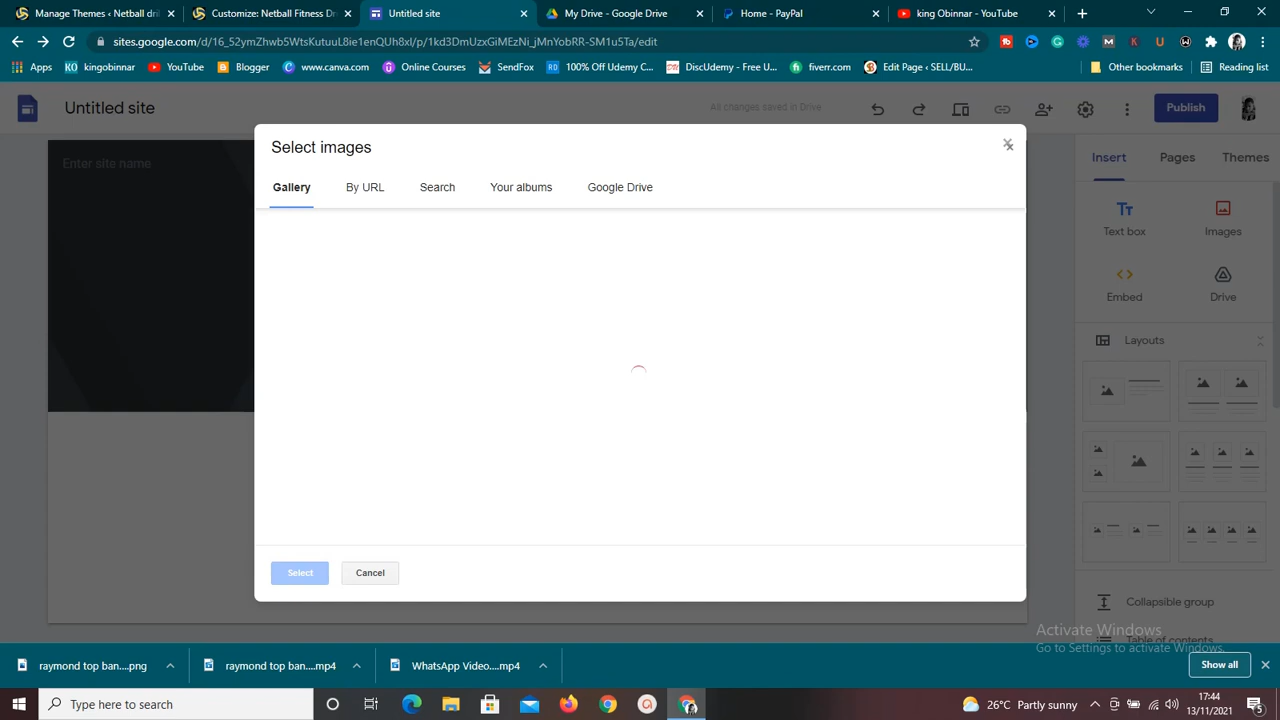 Manage Themes ‹ Netball dril
Customize: Netball Fitness Dr
Untitled site
My Drive - Google Drive
Home - PayPal
king Obinnar - YouTube
sites.google.com/d/16_52ymZhwb5WtsKutuuL8ie1enQUh8xl/p/1kd3DmUzxGiMEzNi_jMnYobRR-SM1u5Ta/edit
Apps
kingobinnar
YouTube
Blogger
www.canva.com
Online Courses
SendFox
100% Off Udemy C...
DiscUdemy - Free U...
fiverr.com
Edit Page ‹ SELL/BU...
Other bookmarks
Reading list
Untitled site
All changes saved in Drive
Publish
Enter site name
Select images
Gallery
By URL
Search
Your albums
Google Drive
Select
Cancel
Insert
Pages
Themes
Text box
Images
Embed
Drive
Layouts
Collapsible group
Table of contents
Activate Windows
Go to Settings to activate Windows.
raymond top ban....png
raymond top ban....mp4
WhatsApp Video....mp4
Show all
Type here to search
26°C Partly sunny
17:44
13/11/2021
5